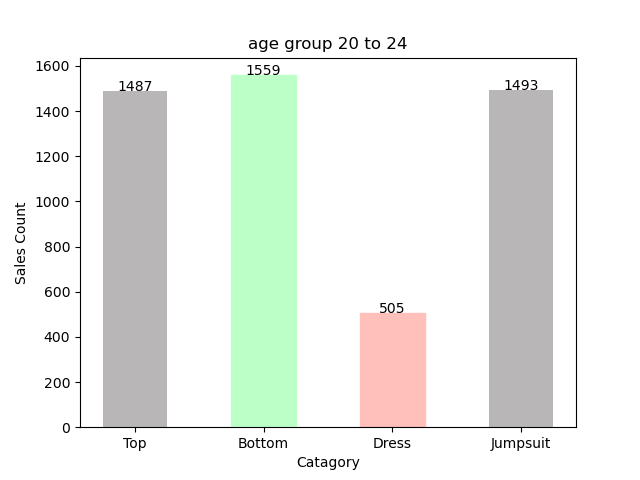 age group 20 to 24
1600
1400
1200
1000
800
600
400
200
0
Sales Count
1487
1559
505
1493
Top
Bottom
Dress
Jumpsuit
Catagory